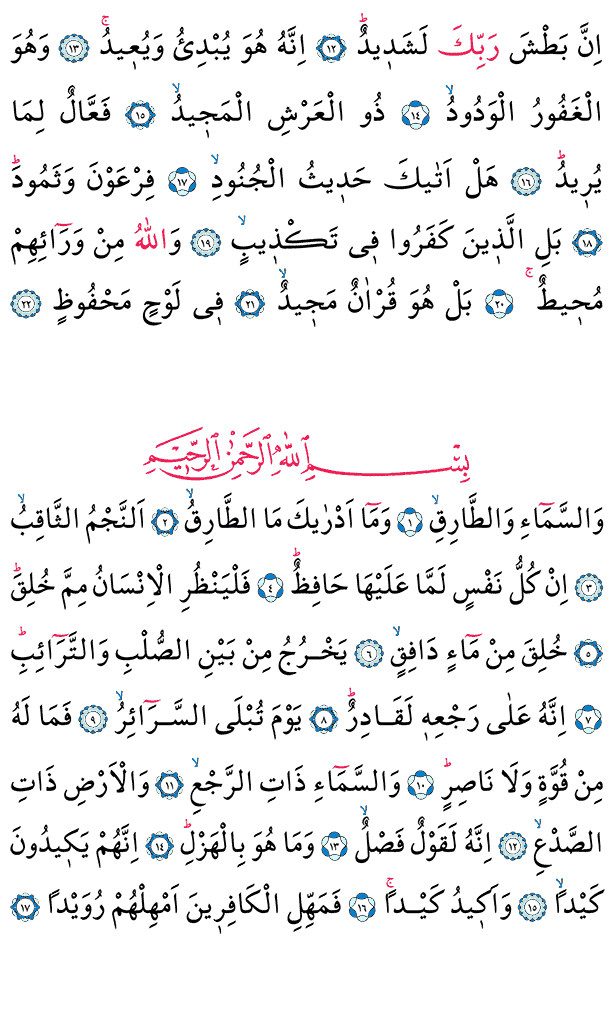 اِنَّ بَطْشَ رَبِّكَ لَشَدٖيدٌؕ ﴿١٢﴾ اِنَّهُ هُوَ يُبْدِئُ وَيُعٖيدُۚ ﴿١٣﴾ وَهُوَ
الْغَفُورُ الْوَدُودُۙ ﴿١٤﴾ ذُو الْعَرْشِ الْمَجٖيدُۙ ﴿١٥﴾ فَعَّالٌ لِمَا
يُرٖيدُؕ ﴿١٦﴾ هَلْ اَتٰيكَ حَدٖيثُ الْجُنُودِۙ ﴿١٧﴾ فِرْعَوْنَ وَثَمُودَؕ
﴿١٨﴾ بَلِ الَّذٖينَ كَفَرُوا فٖى تَكْذٖيبٍۙ ﴿١٩﴾ وَاللّٰهُ مِنْ وَرَٓائِهِمْ
مُحٖيطٌۚ ﴿٢٠﴾ بَلْ هُوَ قُرْاٰنٌ مَجٖيدٌۙ ﴿٢١﴾ فٖى لَوْحٍ مَحْفُوظٍ ﴿٢٢﴾
بِسْمِ اللّٰهِ الرَّحْمٰنِ الرَّحٖيمِ
وَالسَّمَٓاءِ وَالطَّارِقِۙ ﴿١﴾ وَمَٓا اَدْرٰيكَ مَا الطَّارِقُۙ ﴿٢﴾ اَلنَّجْمُ الثَّاقِبُۙ
﴿٣﴾ اِنْ كُلُّ نَفْسٍ لَمَّا عَلَيْهَا حَافِظٌؕ ﴿٤﴾ فَلْيَنْظُرِ الْاِنْسَانُ مِمَّ خُلِقَؕ
﴿٥﴾ خُلِقَ مِنْ مَٓاءٍ دَافِقٍۙ ﴿٦﴾ يَخْرُجُ مِنْ بَيْنِ الصُّلْبِ وَالتَّرَٓائِبِؕ
﴿٧﴾ اِنَّهُ عَلٰى رَجْعِهٖ لَقَادِرٌؕ ﴿٨﴾ يَوْمَ تُبْلَى السَّرَٓائِرُۙ ﴿٩﴾ فَمَا لَهُ
مِنْ قُوَّةٍ وَلَا نَاصِرٍؕ ﴿١٠﴾ وَالسَّمَٓاءِ ذَاتِ الرَّجْعِۙ ﴿١١﴾ وَالْاَرْضِ ذَاتِ
الصَّدْعِۙ ﴿١٢﴾ اِنَّهُ لَقَوْلٌ فَصْلٌۙ ﴿١٣﴾ وَمَا هُوَ بِالْهَزْلِؕ ﴿١٤﴾ اِنَّهُمْ يَكٖيدُونَ
كَيْدًاۙ ﴿١٥﴾ وَاَكٖيدُ كَيْدًاۚ ﴿١٦﴾ فَمَهِّلِ الْكَافِرٖينَ اَمْهِلْهُمْ رُوَيْدًا ﴿١٧﴾